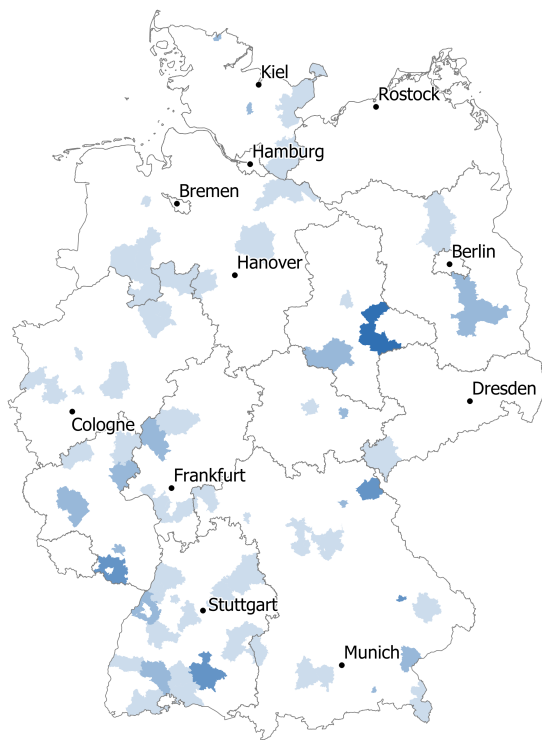 Kiel
Rostock
Hamburg
Bremen
Berlin
Hanover
Dresden
Cologne
Frankfurt
Stuttgart
Munich